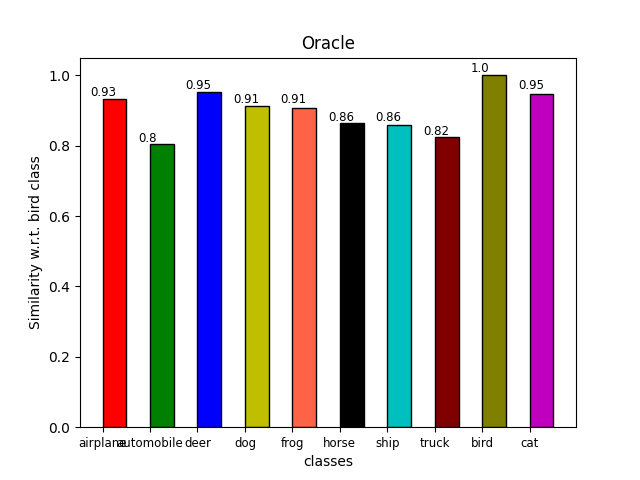 Oracle
1.0
0.8
0.6
0.4
0.2
0.0
Similarity w.r.t. bird class
0.93
0.8
0.95
0.91
0.91
0.86
0.86
0.82
1.0
0.95
airplane
automobile
deer
dog
frog
horse
ship
truck
bird
cat
classes